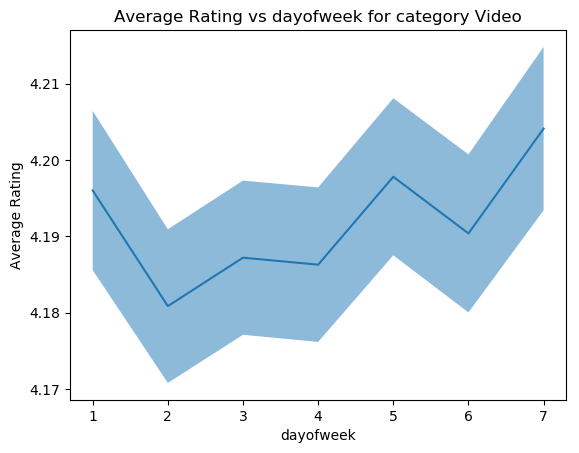 Average Rating vs dayofweek for category Video
Average Rating
4.21
4.20
4.19
4.18
4.17
1 2 3 4 5 6 7
dayofweek